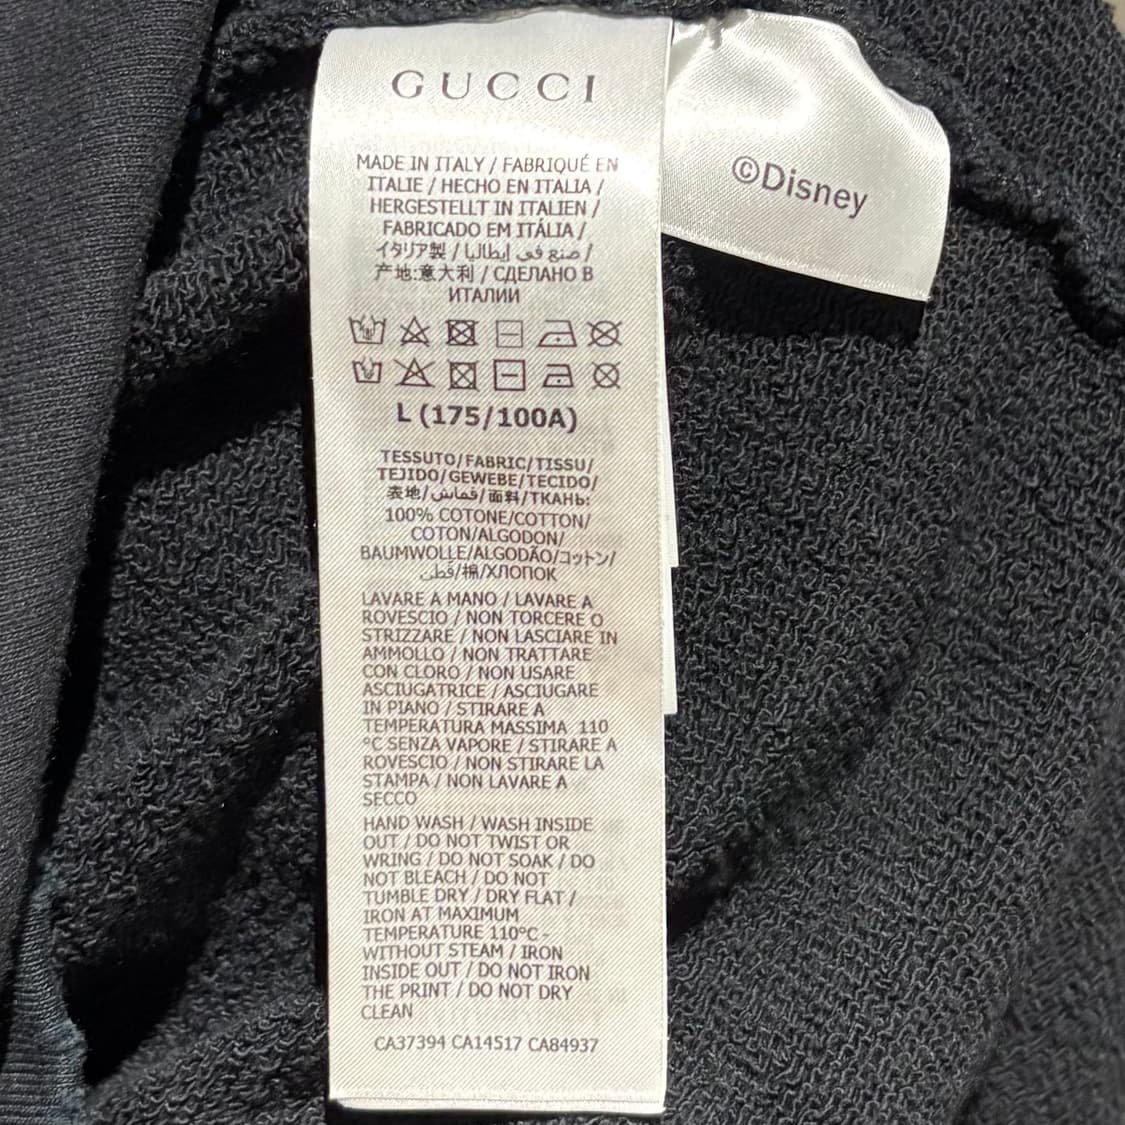 GUCCI
©Disney
MADE IN ITALY / FABRIQUÉ EN
ITALIE / HECHO EN ITALIA /
HERGESTELLT IN ITALIEN /
FABRICADO EM ITÁLIA /
イタリア製 / صنع في إيطاليا /
产地:意大利 / СДЕЛАНО В
ИТАЛИИ
L (175/100A)
TESSUTO/FABRIC/TISSU/
TEJIDO/GEWEBE/TECIDO/
表地/قماش/面料/ТКАНЬ:
100% COTONE/COTTON/
COTON/ALGODON/
BAUMWOLLE/ALGODÃO/コットン/
قطن/棉/ХЛОПОК
LAVARE A MANO / LAVARE A
ROVESCIO / NON TORCERE O
STRIZZARE / NON LASCIARE IN
AMMOLLO / NON TRATTARE
CON CLORO / NON USARE
ASCIUGATRICE / ASCIUGARE
IN PIANO / STIRARE A
TEMPERATURA MASSIMA 110
°C SENZA VAPORE / STIRARE A
ROVESCIO / NON STIRARE LA
STAMPA / NON LAVARE A
SECCO
HAND WASH / WASH INSIDE
OUT / DO NOT TWIST OR
WRING / DO NOT SOAK / DO
NOT BLEACH / DO NOT
TUMBLE DRY / DRY FLAT /
IRON AT MAXIMUM
TEMPERATURE 110°C -
WITHOUT STEAM / IRON
INSIDE OUT / DO NOT IRON
THE PRINT / DO NOT DRY
CLEAN
CA37394 CA14517 CA84937